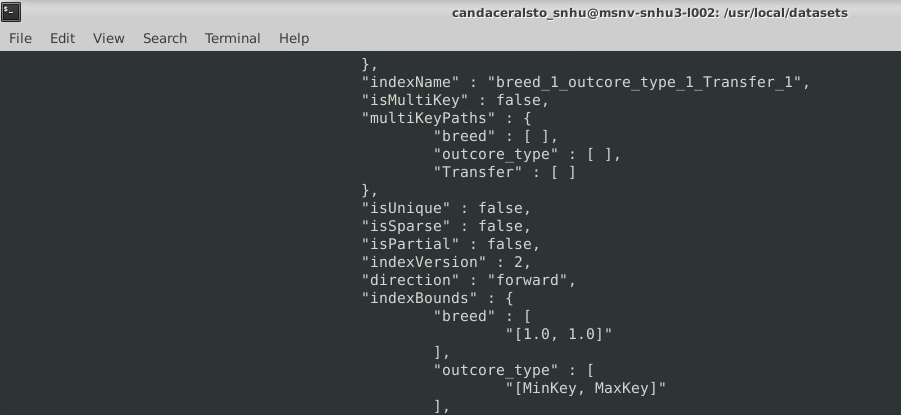 candaceralsto_snhu@msnv-snhu3-l002: /usr/local/datasets
File Edit View Search Terminal Help
},
"indexName" : "breed_1_outcore_type_1_Transfer_1",
"isMultiKey" : false,
"multiKeyPaths" : {
"breed" : [ ],
"outcore_type" : [ ],
"Transfer" : [ ]
},
"isUnique" : false,
"isSparse" : false,
"isPartial" : false,
"indexVersion" : 2,
"direction" : "forward",
"indexBounds" : {
"breed" : [
"[1.0, 1.0]"
],
"outcore_type" : [
"[MinKey, MaxKey]"
],